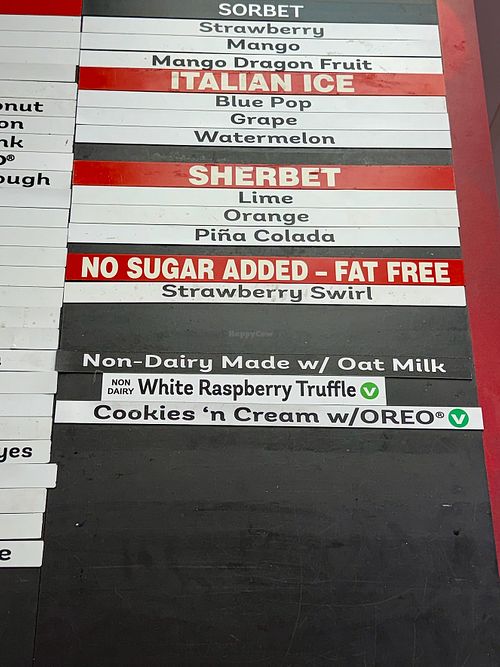 SORBET
Strawberry
Mango
Mango Dragon Fruit
ITALIAN ICE
Blue Pop
Grape
Watermelon
SHERBET
Lime
Orange
Piña Colada
NO SUGAR ADDED - FAT FREE
Strawberry Swirl
HappyCow
Non-Dairy Made w/ Oat Milk
NON DAIRY White Raspberry Truffle V
Cookies 'n Cream w/OREO® V